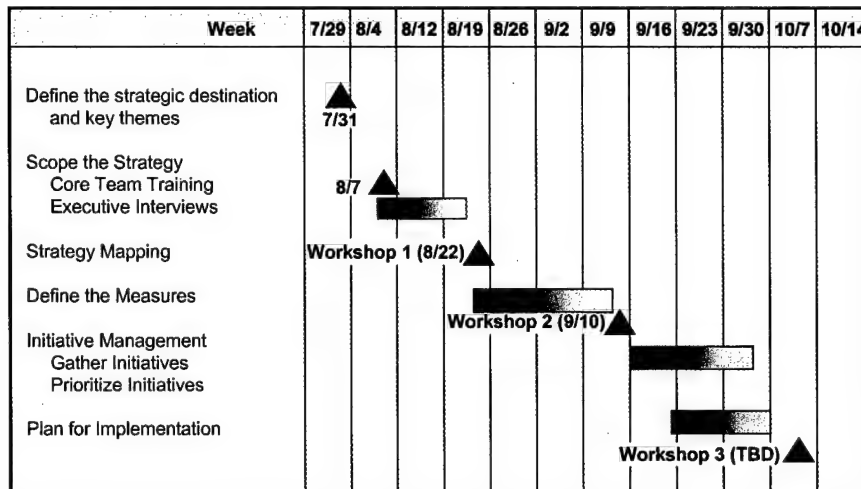 Week 7/29 8/4 8/12 8/19 8/26 9/2 9/9 9/16 9/23 9/30 10/7 10/14
Define the strategic destination
and key themes
7/31
Scope the Strategy
Core Team Training
8/7
Executive Interviews
Strategy Mapping
Workshop 1 (8/22)
Define the Measures
Workshop 2 (9/10)
Initiative Management
Gather Initiatives
Prioritize Initiatives
Plan for Implementation
Workshop 3 (TBD)